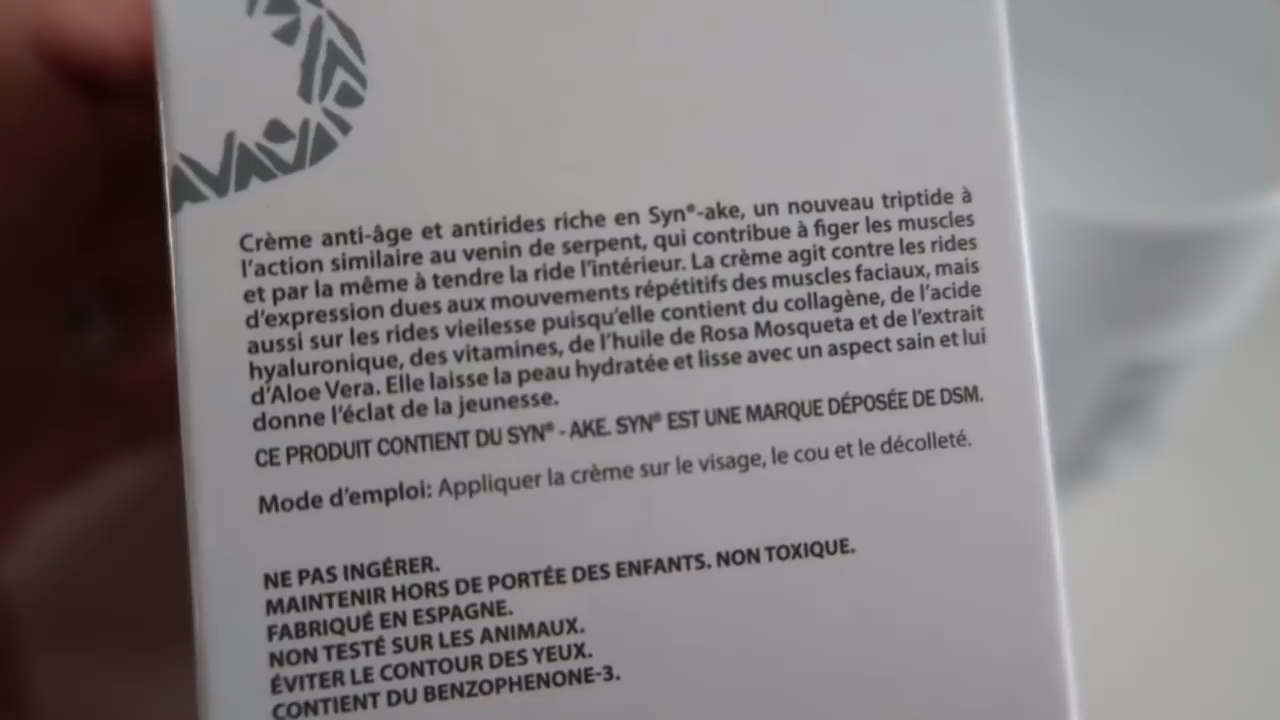 Crème anti-âge et antirides riche en Syn®-ake, un nouveau triptide à
l'action similaire au venin de serpent, qui contribue à figer les muscles
et par la même à tendre la ride l'intérieur. La crème agit contre les rides
d'expression dues aux mouvements répétitifs des muscles faciaux, mais
aussi sur les rides vieilesse puisqu'elle contient du collagène, de l'acide
hyaluronique, des vitamines, de l'huile de Rosa Mosqueta et de l'extrait
d'Aloe Vera. Elle laisse la peau hydratée et lisse avec un aspect sain et lui
donne l'éclat de la jeunesse.
CE PRODUIT CONTIENT DU SYN® - AKE. SYN® EST UNE MARQUE DÉPOSÉE DE DSM.
Mode d'emploi: Appliquer la crème sur le visage, le cou et le décolleté.
NE PAS INGÉRER.
MAINTENIR HORS DE PORTÉE DES ENFANTS. NON TOXIQUE.
FABRIQUÉ EN ESPAGNE.
NON TESTÉ SUR LES ANIMAUX.
ÉVITER LE CONTOUR DES YEUX.
CONTIENT DU BENZOPHENONE-3.